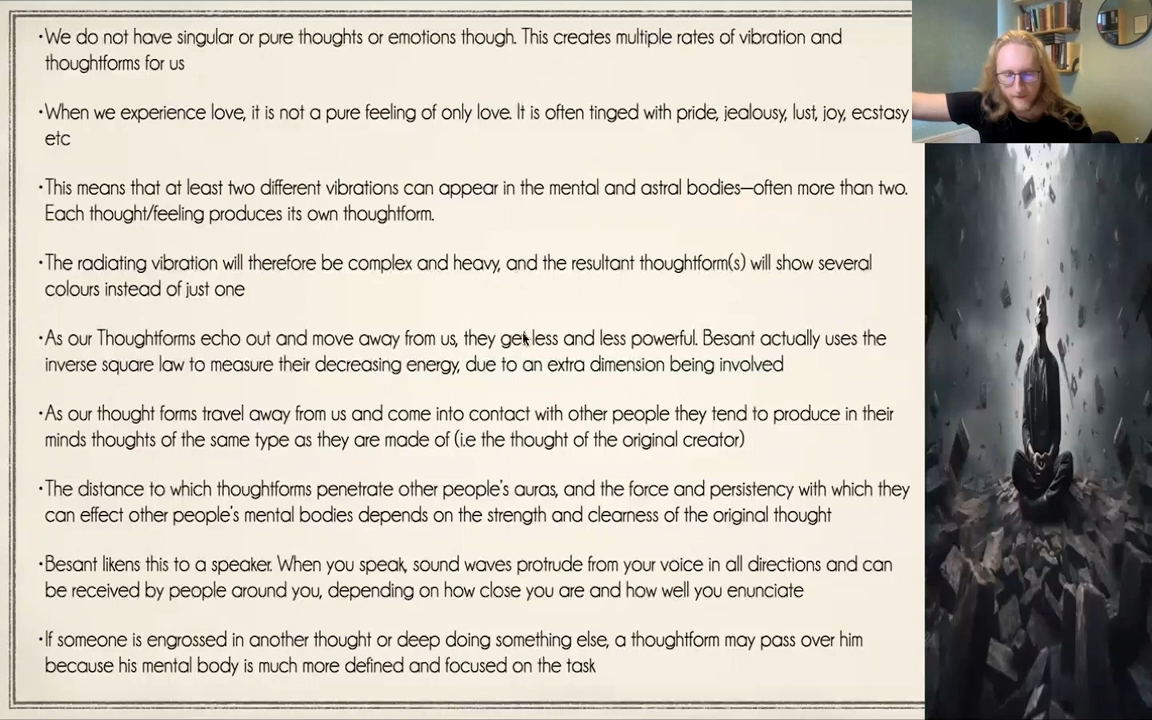 •We do not have singular or pure thoughts or emotions though. This creates multiple rates of vibration and
thoughtforms for us
•When we experience love, it is not a pure feeling of only love. It is often tinged with pride, jealousy, lust, joy, ecstasy
etc
•This means that at least two different vibrations can appear in the mental and astral bodies—often more than two.
Each thought/feeling produces its own thoughtform.
•The radiating vibration will therefore be complex and heavy, and the resultant thoughtform(s) will show several
colours instead of just one
•As our Thoughtforms echo out and move away from us, they get less and less powerful. Besant actually uses the
inverse square law to measure their decreasing energy, due to an extra dimension being involved
•As our thought forms travel away from us and come into contact with other people they tend to produce in their
minds thoughts of the same type as they are made of (i.e the thought of the original creator)
•The distance to which thoughtforms penetrate other people's auras, and the force and persistency with which they
can effect other people's mental bodies depends on the strength and clearness of the original thought
•Besant likens this to a speaker. When you speak, sound waves protrude from your voice in all directions and can
be received by people around you, depending on how close you are and how well you enunciate
•If someone is engrossed in another thought or deep doing something else, a thoughtform may pass over him
because his mental body is much more defined and focused on the task